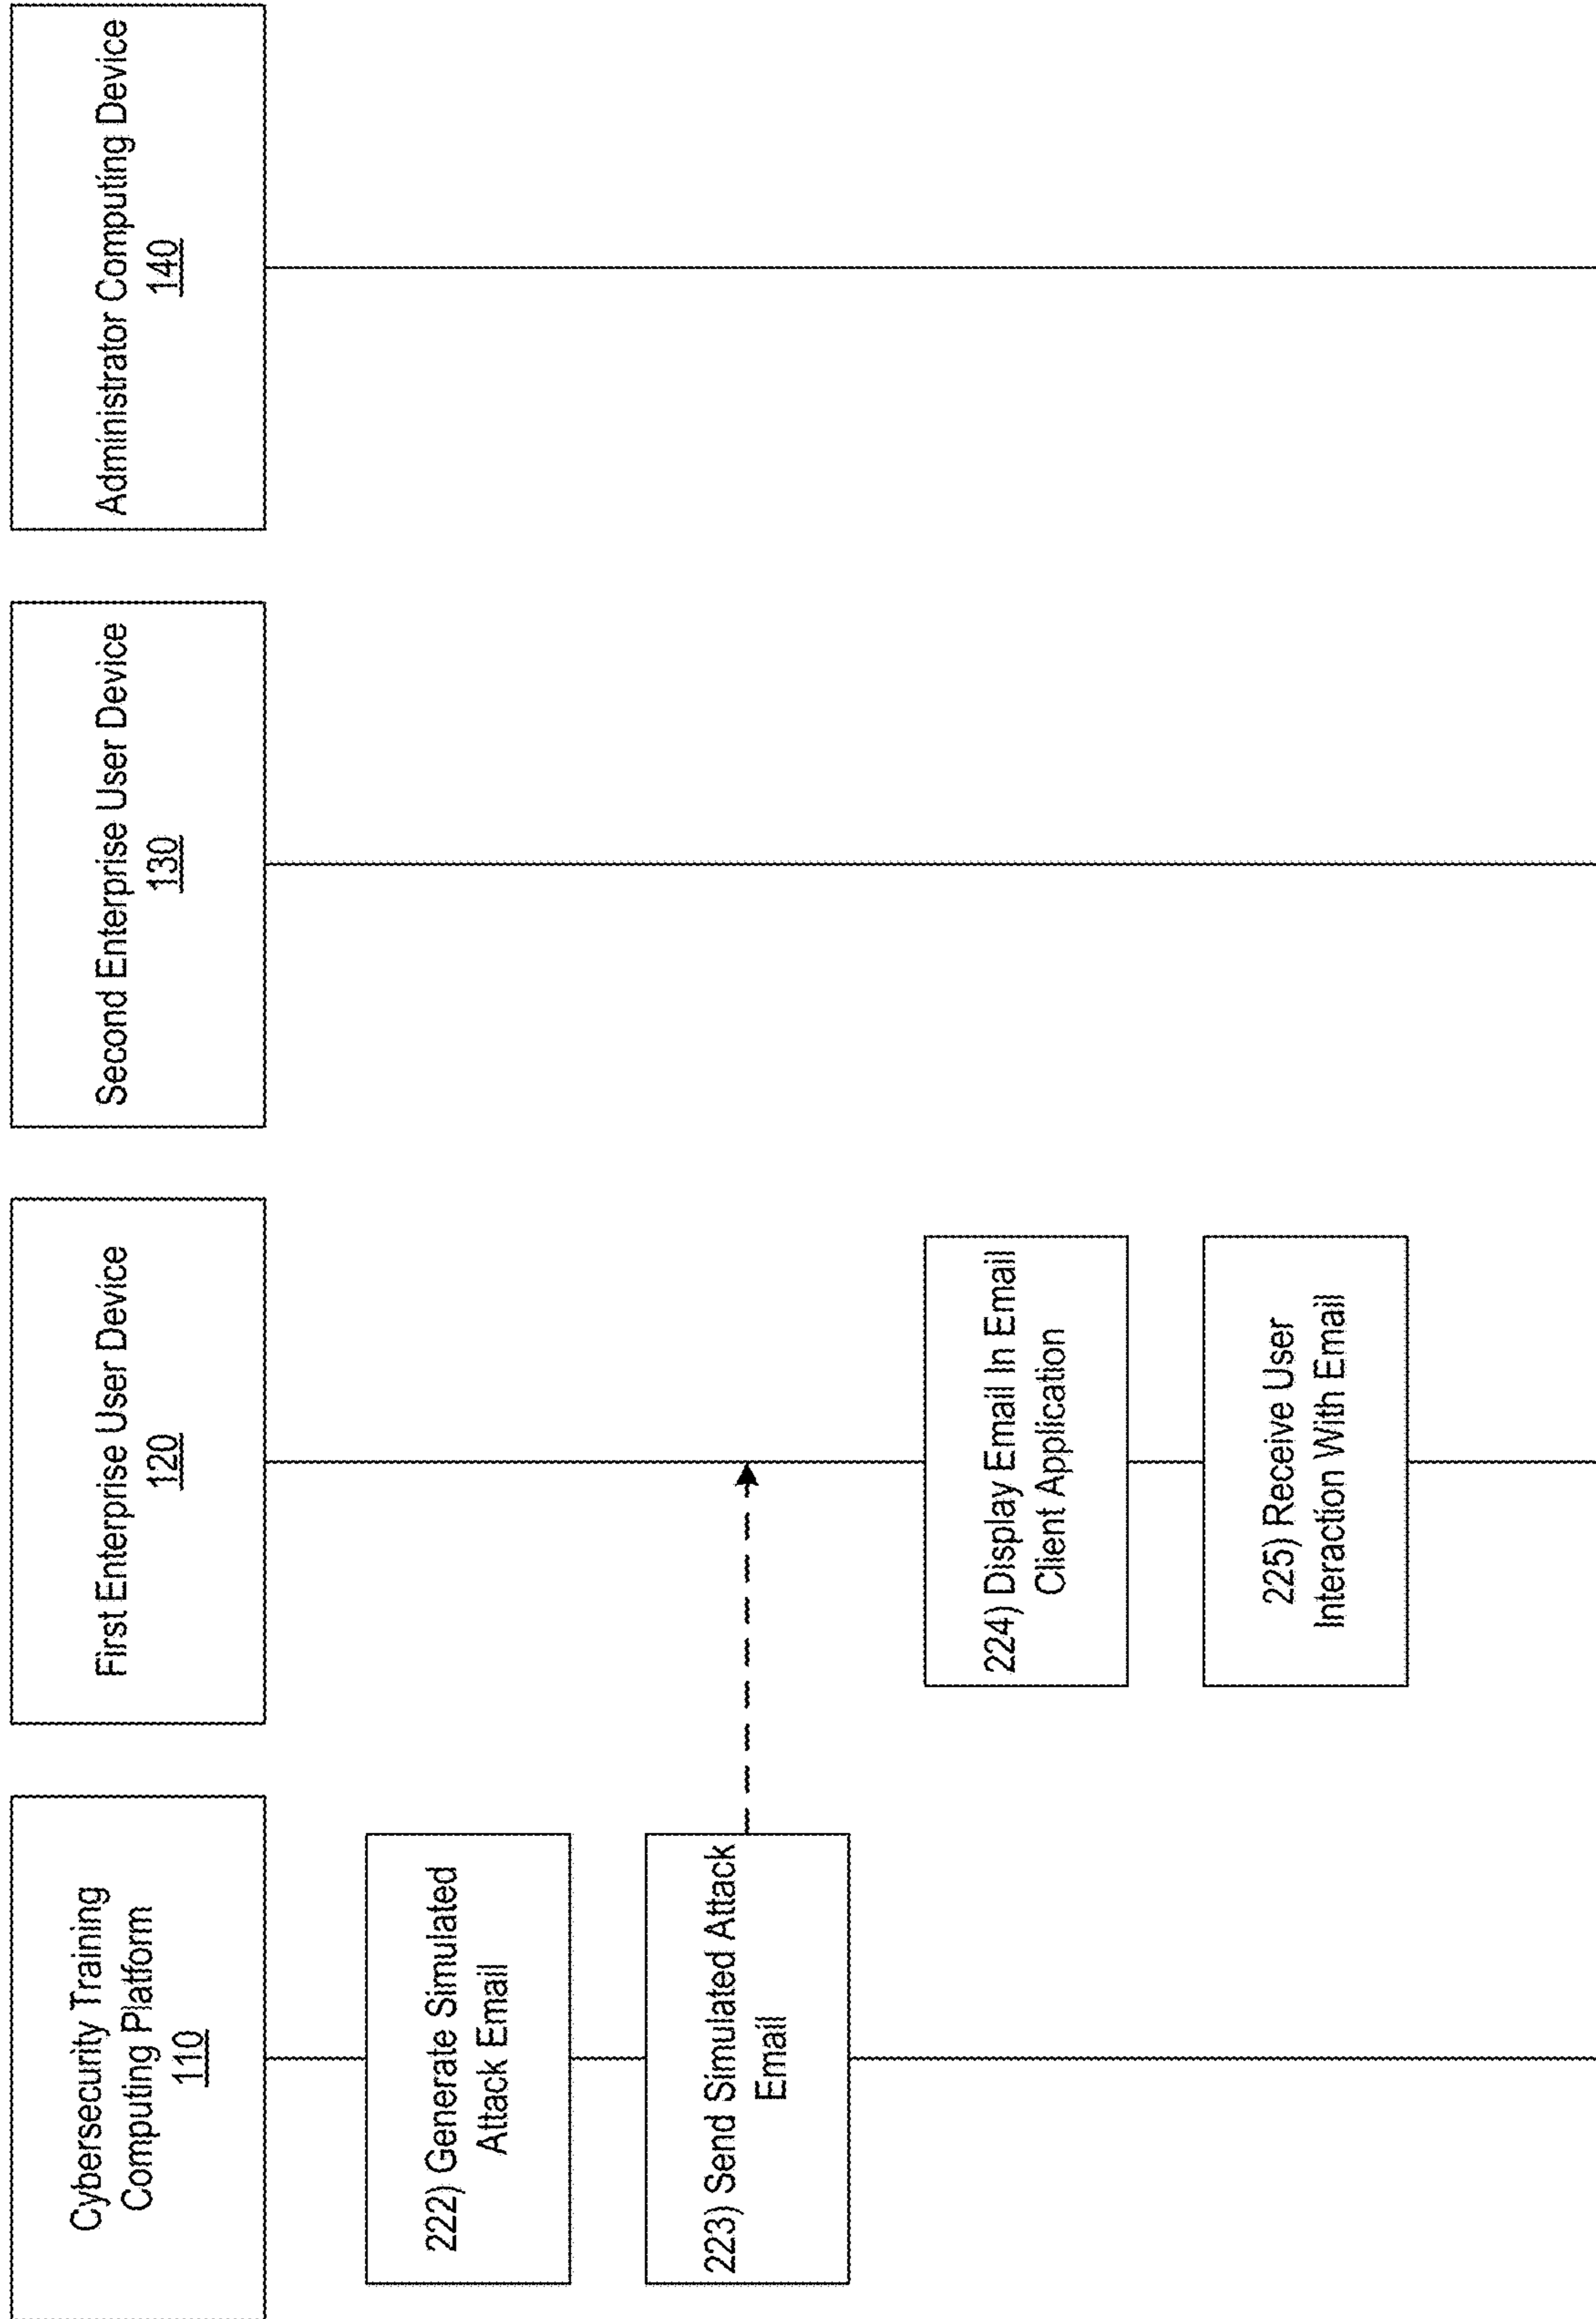 Cybersecurity Training
Computing Platform
110
First Enterprise User Device
120
Second Enterprise User Device
130
Administrator Computing Device
140
222) Generate Simulated
Attack Email
223) Send Simulated Attack
Email
224) Display Email In Email
Client Application
225) Receive User
Interaction With Email